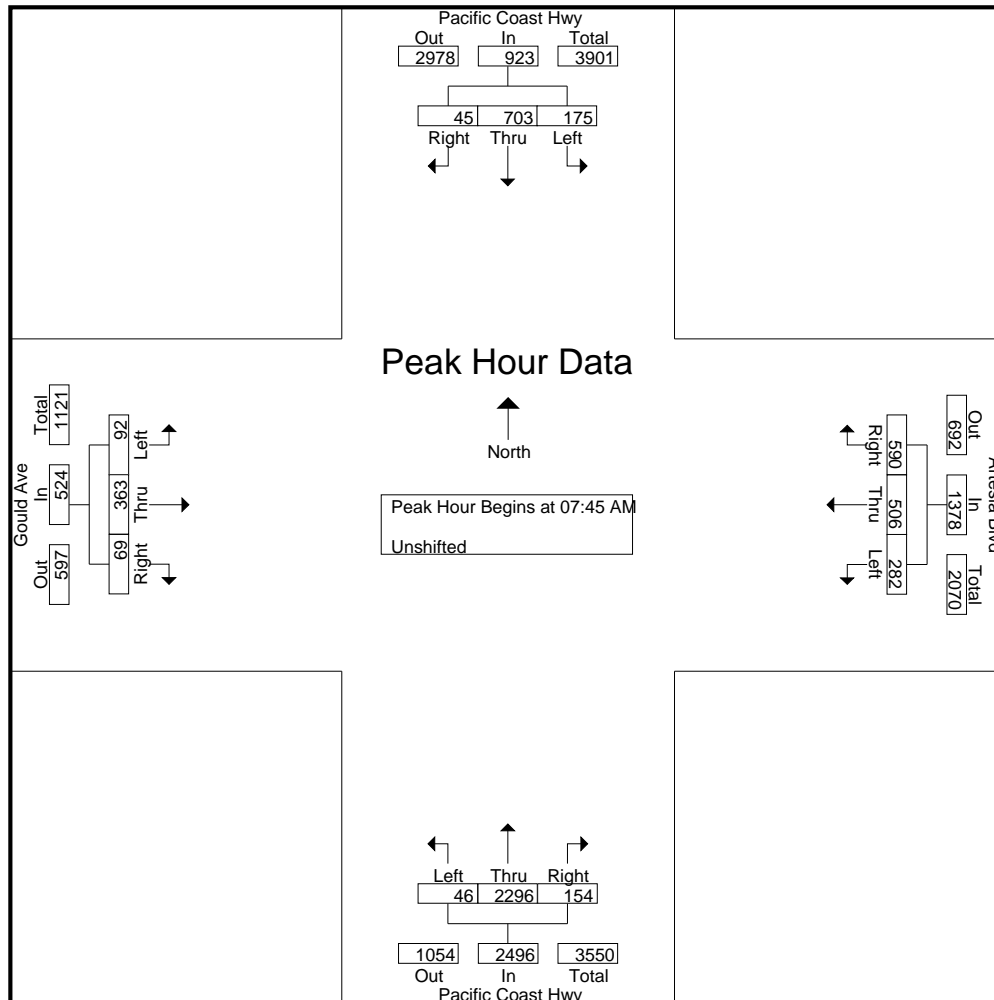 Pacific Coast Hwy
Out In Total
2978 923 3901
45 703 175
Right Thru Left
Peak Hour Data
North
Peak Hour Begins at 07:45 AM
Unshifted
Gould Ave
Out In Total
597 524 1121
69 363 92
Right Thru Left
Out In Total
692 1378 2070
590 506 282
Right Thru Left
Left Thru Right
46 2296 154
1054 2496 3550
Out In Total
Pacific Coast Hwy